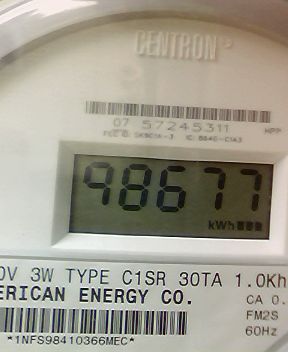 CENTRON
07 57245311
HPP
98677
kWh
0V 3W TYPE C1SR 30TA 1.0Kh
ERICAN ENERGY CO.
CA 0.
FM2S
60Hz
*1NFS98410366MEC*